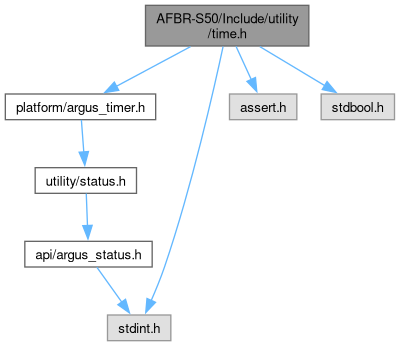 AFBR-S50/Include/utility
/time.h
platform/argus_timer.h
assert.h
stdbool.h
utility/status.h
api/argus_status.h
stdint.h